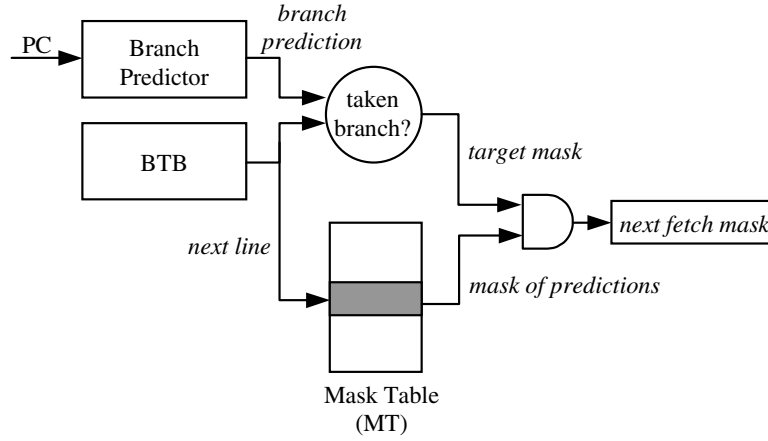 branch
prediction
PC
Branch
Predictor
taken
branch?
BTB
target mask
next line
next fetch mask
mask of predictions
Mask Table
(MT)